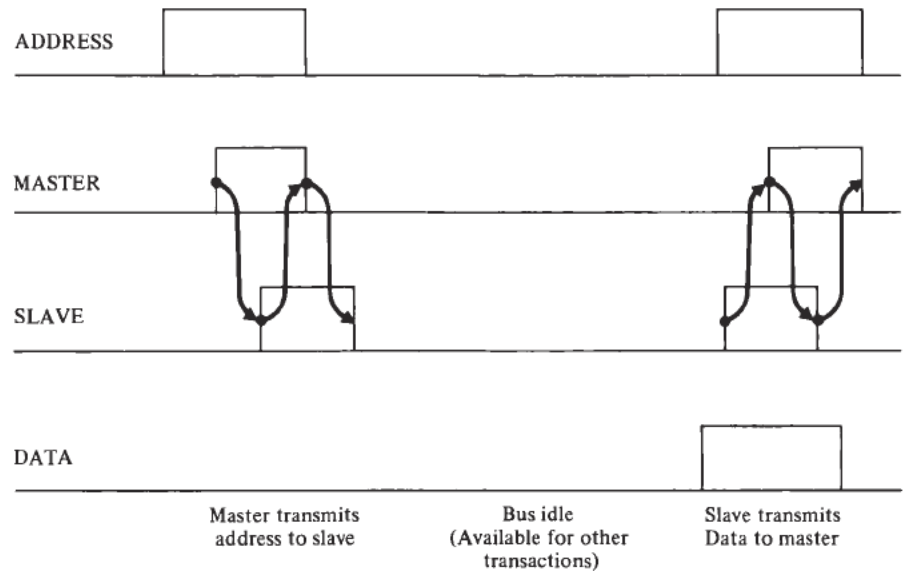 ADDRESS
MASTER
SLAVE
DATA
Master transmits
address to slave
Bus idle
(Available for other
transactions)
Slave transmits
Data to master